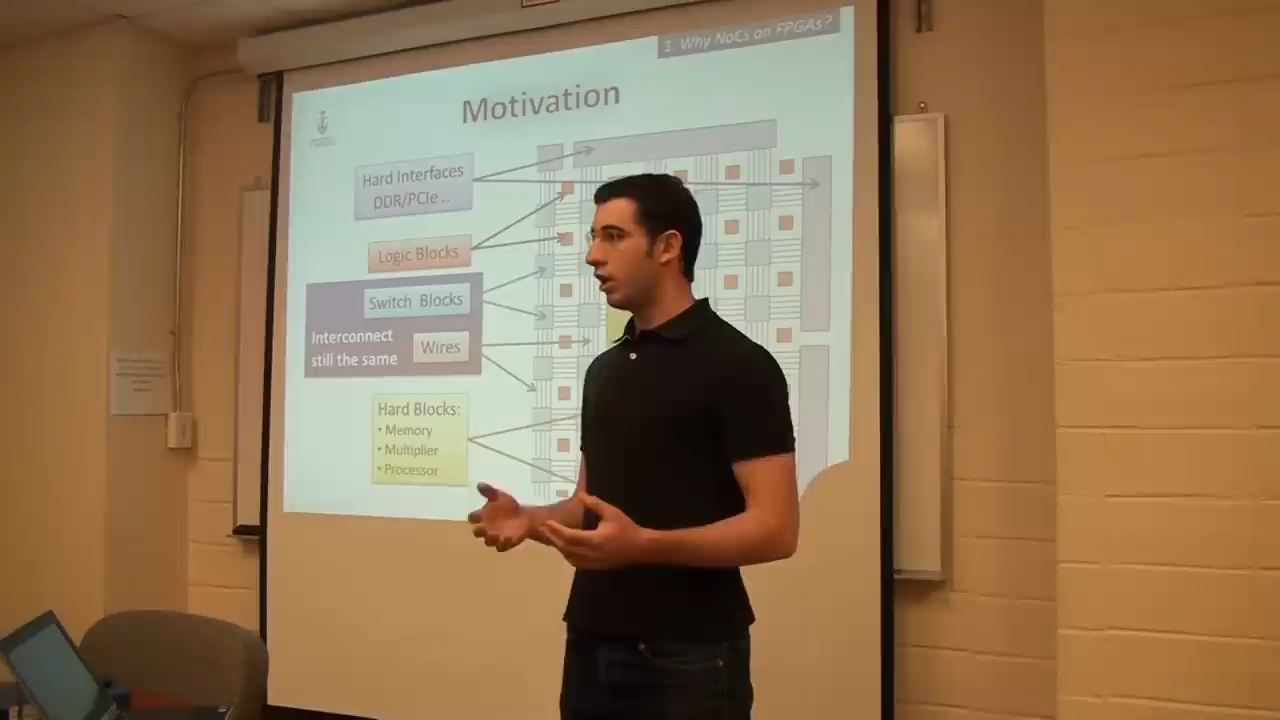 1. Why NoCs on FPGAs?
Motivation
Hard Interfaces
DDR/PCIe ..
Logic Blocks
Switch Blocks
Interconnect
still the same
Wires
Hard Blocks:
• Memory
• Multiplier
• Processor